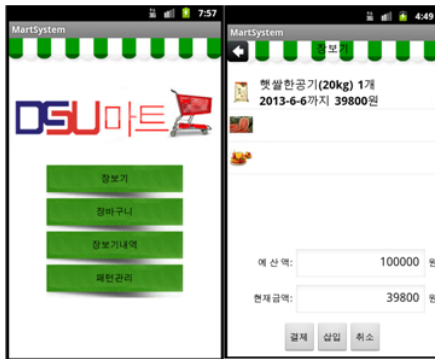 7:57
MartSystem
DSU마트
장보기
장바구니
장보기내역
패턴관리
4:49
MartSystem
장보기
햇쌀한공기(20kg) 1개
2013-6-6까지 39800원
예 산 액: 100000 원
현재금액: 39800 원
결제 삽입 취소